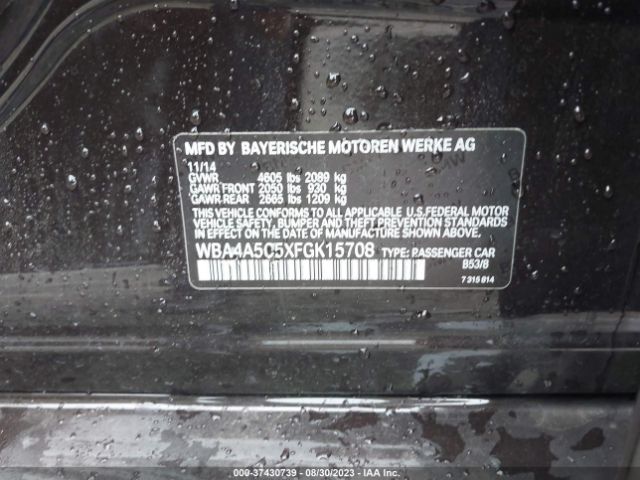 MFD BY BAYERISCHE MOTOREN WERKE AG
11/14
GVWR 4605 lbs 2089 kg
GAWR FRONT 2050 lbs 930 kg
GAWR REAR 2665 lbs 1209 kg
THIS VEHICLE CONFORMS TO ALL APPLICABLE U.S.FEDERAL MOTOR
VEHICLE SAFETY, BUMPER AND THEFT PREVENTION STANDARDS
IN EFFECT ON THE DATE OF MANUFACTURE SHOWN ABOVE.
WBA4A5C5XFGK15708 TYPE: PASSENGER CAR
B53/8
7 315 614
000-37430739 - 08/30/2023 - IAA Inc.